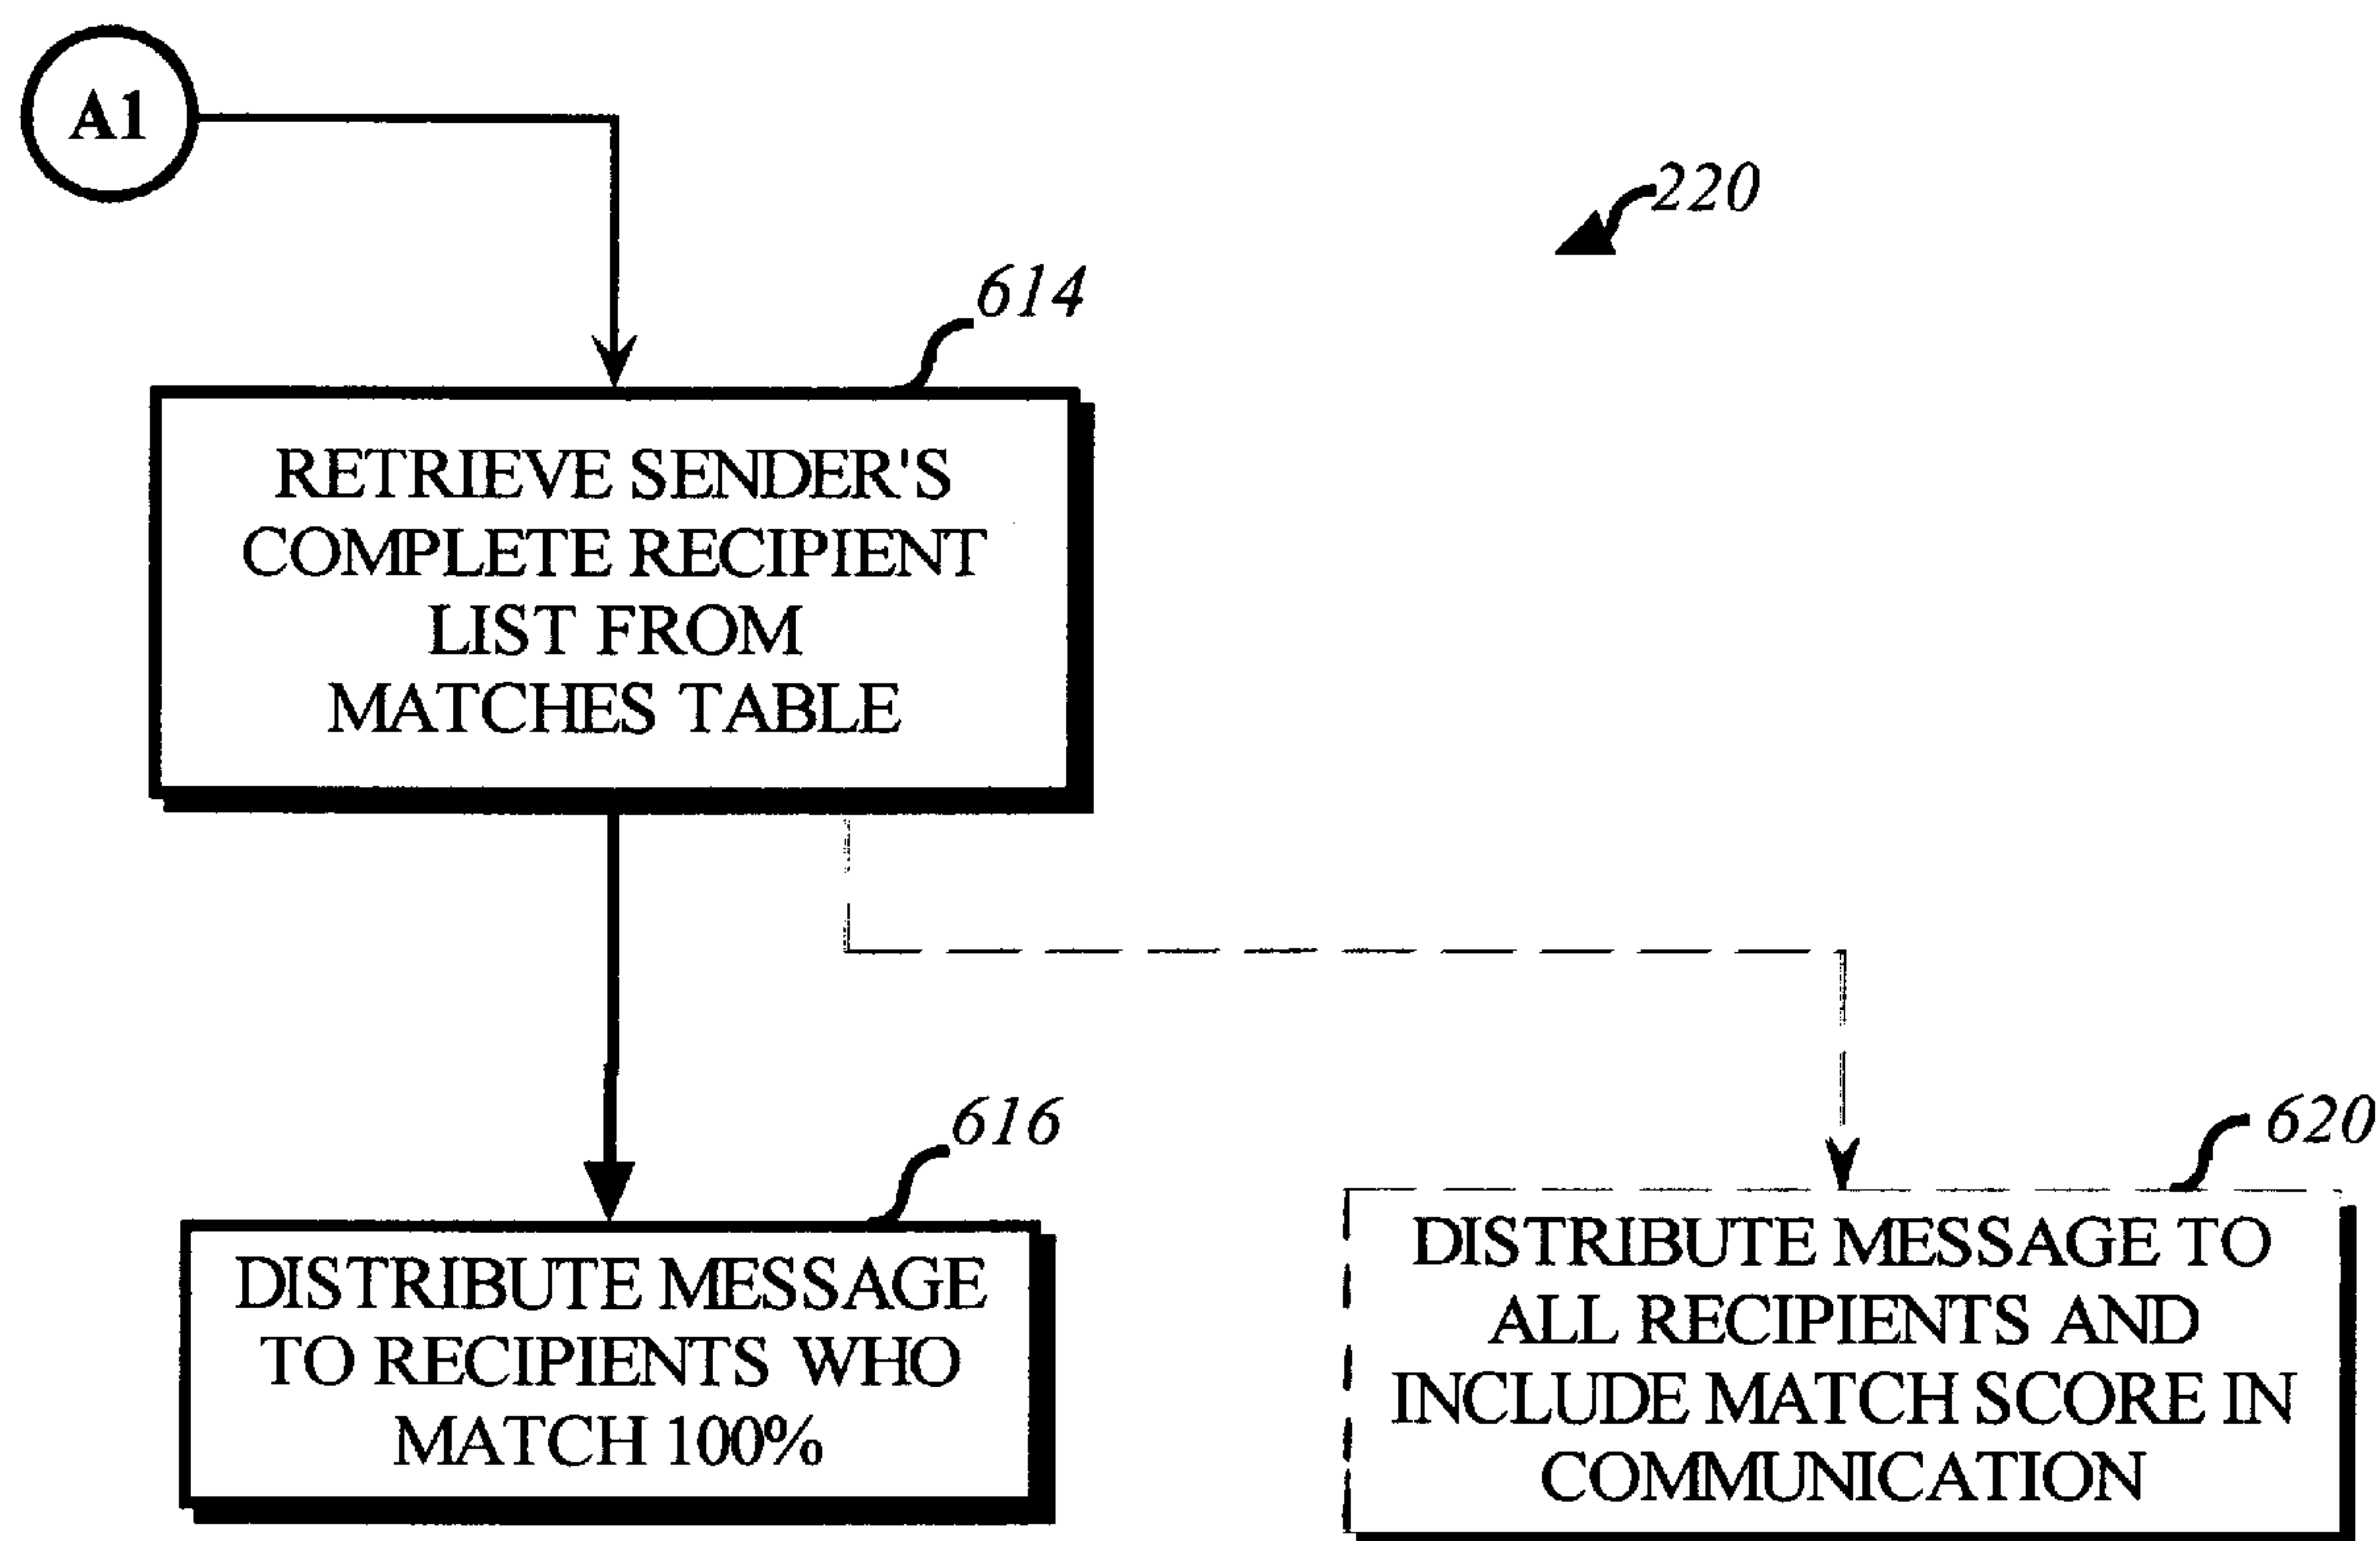 A1
220
614
RETRIEVE SENDER'S
COMPLETE RECIPIENT
LIST FROM
MATCHES TABLE
616
DISTRIBUTE MESSAGE
TO RECIPIENTS WHO
MATCH 100%
620
DISTRIBUTE MESSAGE TO
ALL RECIPIENTS AND
INCLUDE MATCH SCORE IN
COMMUNICATION